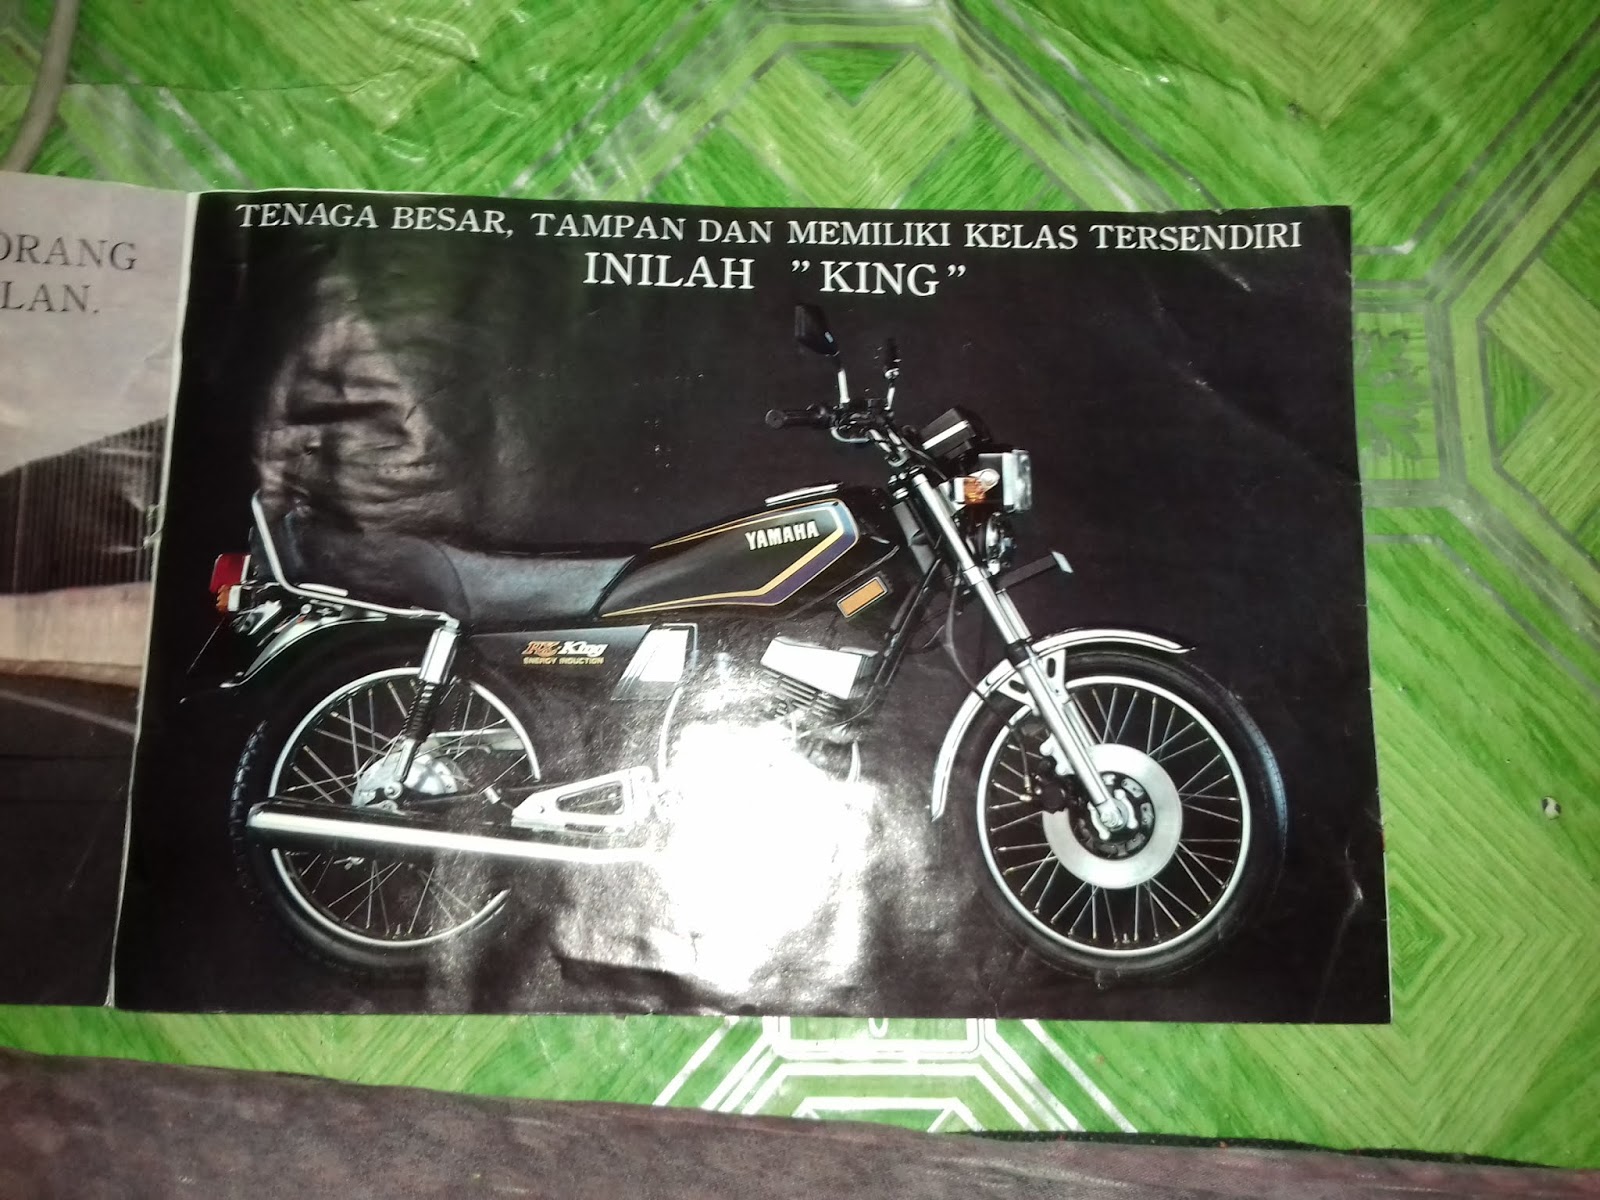 ORANG
LAN.
TENAGA BESAR, TAMPAN DAN MEMILIKI KELAS TERSENDIRI
INILAH "KING"
YAMAHA
RX-King
ENERGY INDUCTION